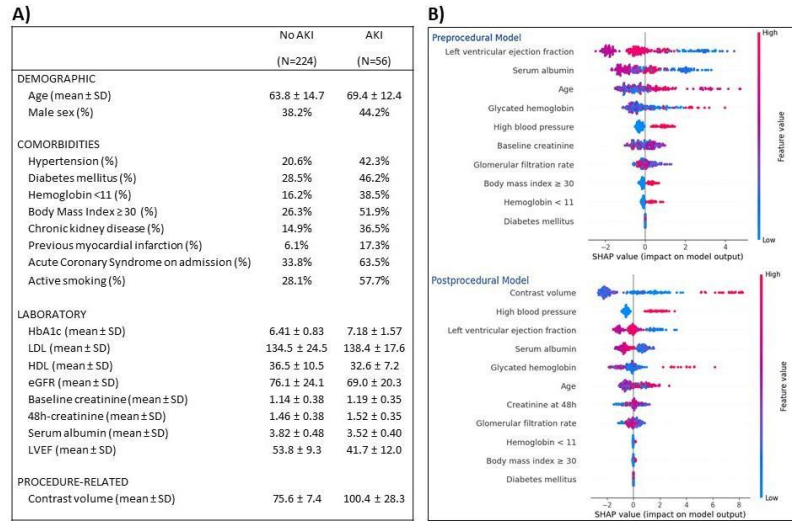 A)
No AKI AKI
(N=224) (N=56)
DEMOGRAPHIC
Age (mean ± SD) 63.8 ± 14.7 69.4 ± 12.4
Male sex (%) 38.2% 44.2%
COMORBIDITIES
Hypertension (%) 20.6% 42.3%
Diabetes mellitus (%) 28.5% 46.2%
Hemoglobin <11 (%) 16.2% 38.5%
Body Mass Index ≥ 30 (%) 26.3% 51.9%
Chronic kidney disease (%) 14.9% 36.5%
Previous myocardial infarction (%) 6.1% 17.3%
Acute Coronary Syndrome on admission (%) 33.8% 63.5%
Active smoking (%) 28.1% 57.7%
LABORATORY
HbA1c (mean ± SD) 6.41 ± 0.83 7.18 ± 1.57
LDL (mean ± SD) 134.5 ± 24.5 138.4 ± 17.6
HDL (mean ± SD) 36.5 ± 10.5 32.6 ± 7.2
eGFR (mean ± SD) 76.1 ± 24.1 69.0 ± 20.3
Baseline creatinine (mean ± SD) 1.14 ± 0.38 1.19 ± 0.35
48h-creatinine (mean ± SD) 1.46 ± 0.38 1.52 ± 0.35
Serum albumin (mean ± SD) 3.82 ± 0.48 3.52 ± 0.40
LVEF (mean ± SD) 53.8 ± 9.3 41.7 ± 12.0
PROCEDURE-RELATED
Contrast volume (mean ± SD) 75.6 ± 7.4 100.4 ± 28.3
B)
Preprocedural Model
High
Left ventricular ejection fraction
Serum albumin
Age
Glycated hemoglobin
High blood pressure
Baseline creatinine
Glomerular filtration rate
Body mass index ≥ 30
Hemoglobin < 11
Diabetes mellitus
Feature value
Low
−2 0 2 4
SHAP value (impact on model output)
Postprocedural Model
High
Contrast volume
High blood pressure
Left ventricular ejection fraction
Serum albumin
Glycated hemoglobin
Age
Creatinine at 48h
Glomerular filtration rate
Hemoglobin < 11
Body mass index ≥ 30
Diabetes mellitus
Feature value
Low
−2 0 2 4 6 8
SHAP value (impact on model output)